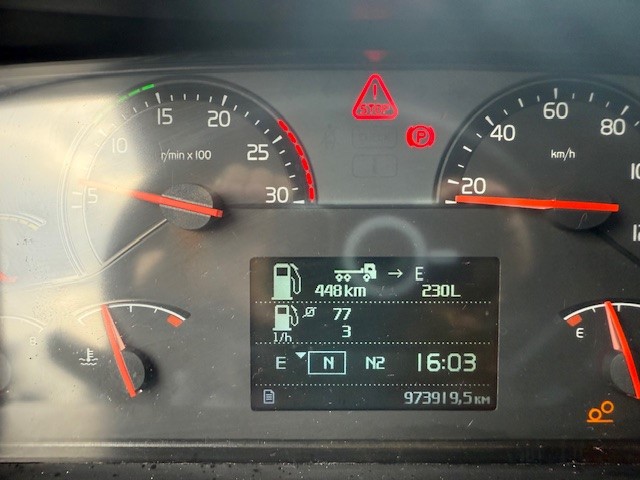 5
10
15
20
25
30
r/min x 100
STOP
P
20
40
60
80
km/h
→ E
448 km 230L
77
l/h 3
E N N2 16:03
973919,5 KM
E